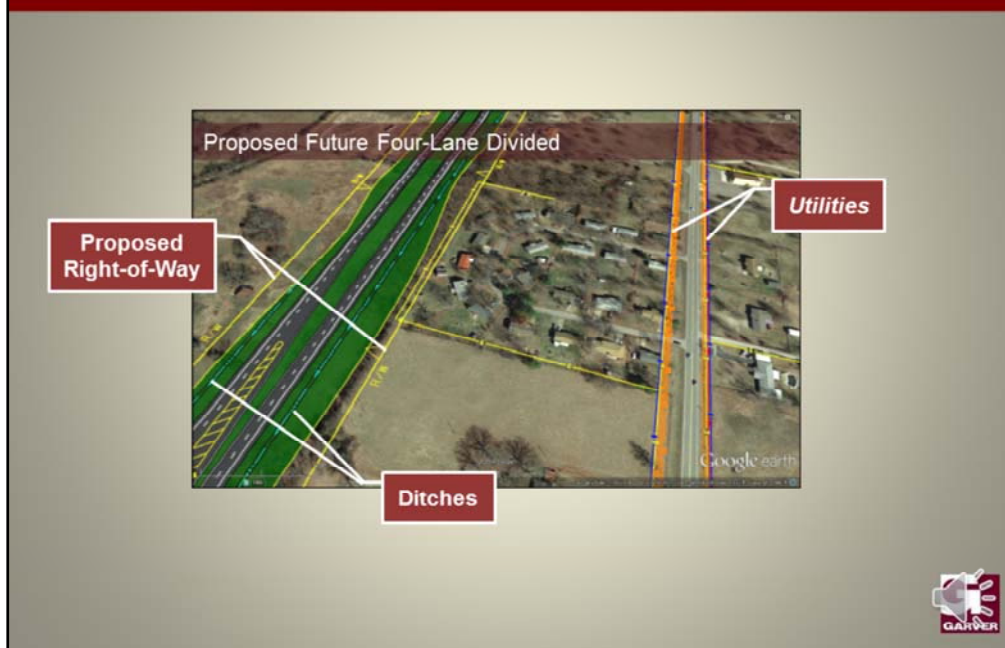 Proposed Future Four-Lane Divided
Utilities
Proposed
Right-of-Way
R/W
R/W
Ditches
Google earth
GARVER